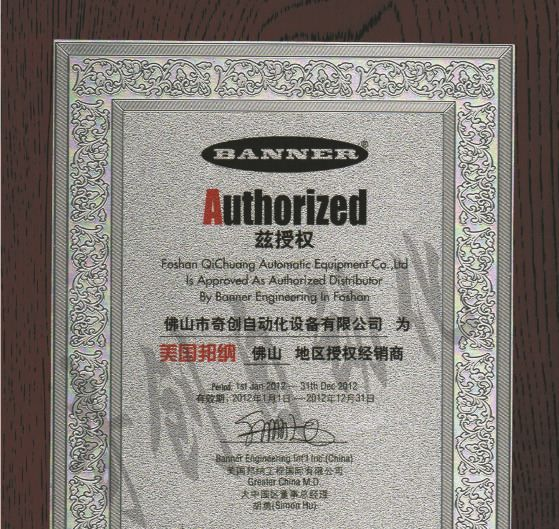 BANNER®
Authorized
兹授权
Foshan QiChuang Automatic Equipment Co.,Ltd
Is Approved As Authorized Distributor
By Banner Engineering In Foshan
佛山市奇创自动化设备有限公司 为
美国邦纳 佛山 地区授权经销商
Period: 1st Jan 2012 --- 31th Dec 2012
有效期: 2012年1月1日---2012年12月31日
Banner Engineering Int'l Inc.(China)
美国邦纳工程国际有限公司
Greater China M.D.
大中国区董事总经理
胡勇(Simon Hu)